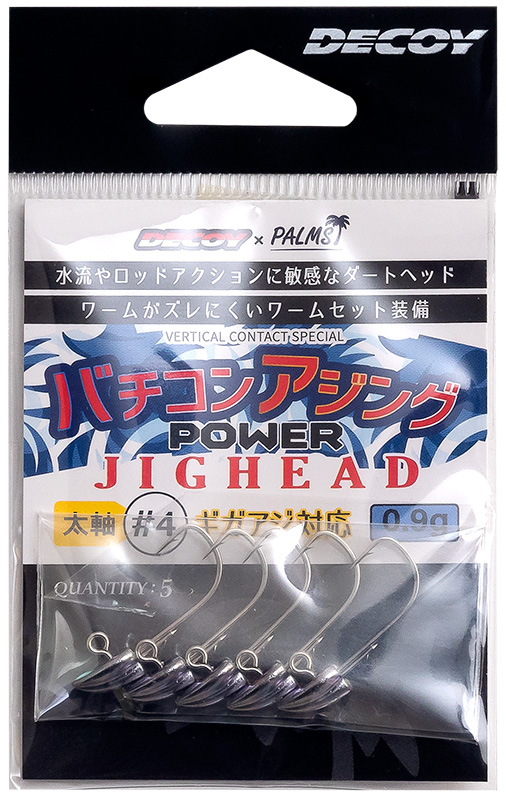 DECOY
DECOY × PALMS
水流やロッドアクションに敏感なダートヘッド
ワームがズレにくいワームセット装備
VERTICAL CONTACT SPECIAL
バチコンアジング
POWER
JIGHEAD
太軸 #4 ギガアジ対応 0.9g
QUANTITY : 5